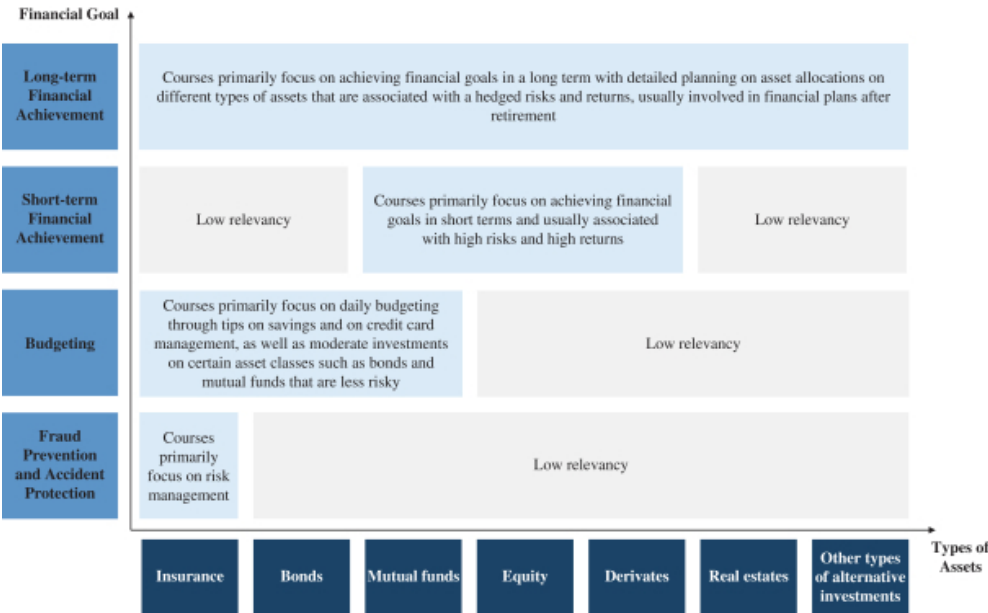 Financial Goal
Long-term
Financial
Achievement
Courses primarily focus on achieving financial goals in a long term with detailed planning on asset allocations on
different types of assets that are associated with a hedged risks and returns, usually involved in financial plans after
retirement
Short-term
Financial
Achievement
Low relevancy
Courses primarily focus on achieving financial
goals in short terms and usually associated
with high risks and high returns
Low relevancy
Budgeting
Courses primarily focus on daily budgeting
through tips on savings and on credit card
management, as well as moderate investments
on certain asset classes such as bonds and
mutual funds that are less risky
Low relevancy
Fraud
Prevention
and Accident
Protection
Courses
primarily
focus on risk
management
Low relevancy
Insurance
Bonds
Mutual funds
Equity
Derivates
Real estates
Other types
of alternative
investments
Types of
Assets